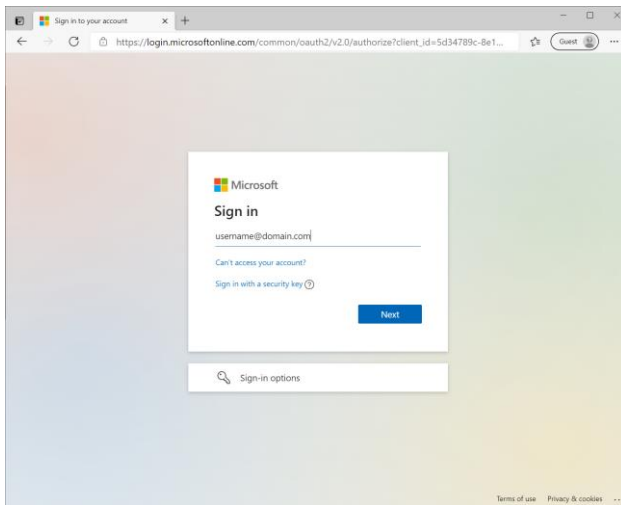 Sign in to your account
https://login.microsoftonline.com/common/oauth2/v2.0/authorize?client_id=5d34789c-8e1...
Guest
Microsoft
Sign in
username@domain.com
Can't access your account?
Sign in with a security key
Next
Sign-in options
Terms of use Privacy & cookies